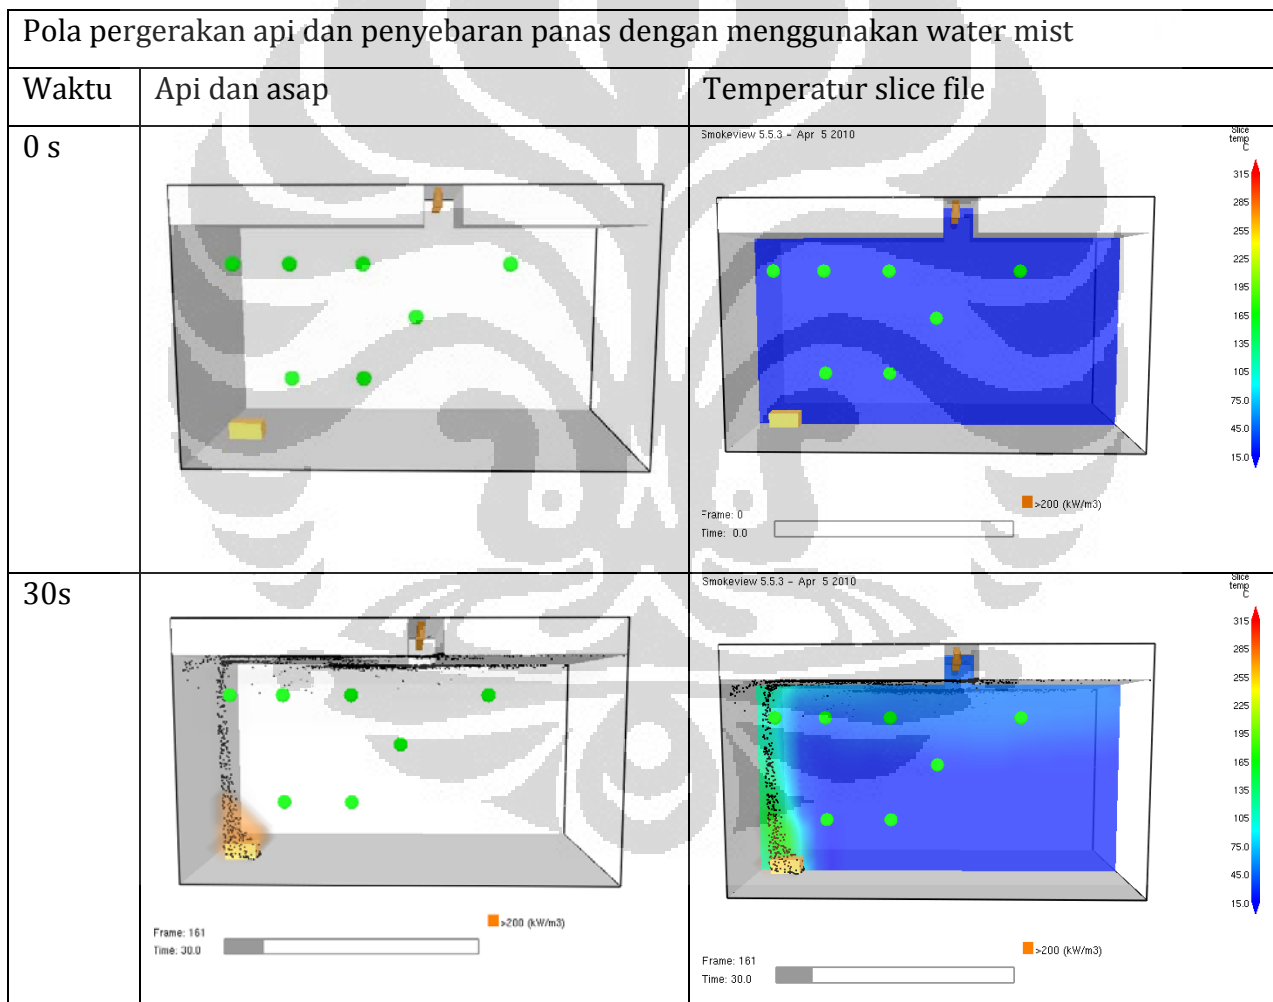 Pola pergerakan api dan penyebaran panas dengan menggunakan water mist
Waktu Api dan asap Temperatur slice file
0 s
Smokeview 5.5.3 – Apr 5 2010
Slice
temp
C
315
285
255
225
195
165
135
105
75.0
45.0
15.0
>200 (kW/m3)
Frame: 0
Time: 0.0
30s
Frame: 161
Time: 30.0
>200 (kW/m3)
Smokeview 5.5.3 – Apr 5 2010
Slice
temp
C
315
285
255
225
195
165
135
105
75.0
45.0
15.0
>200 (kW/m3)
Frame: 161
Time: 30.0